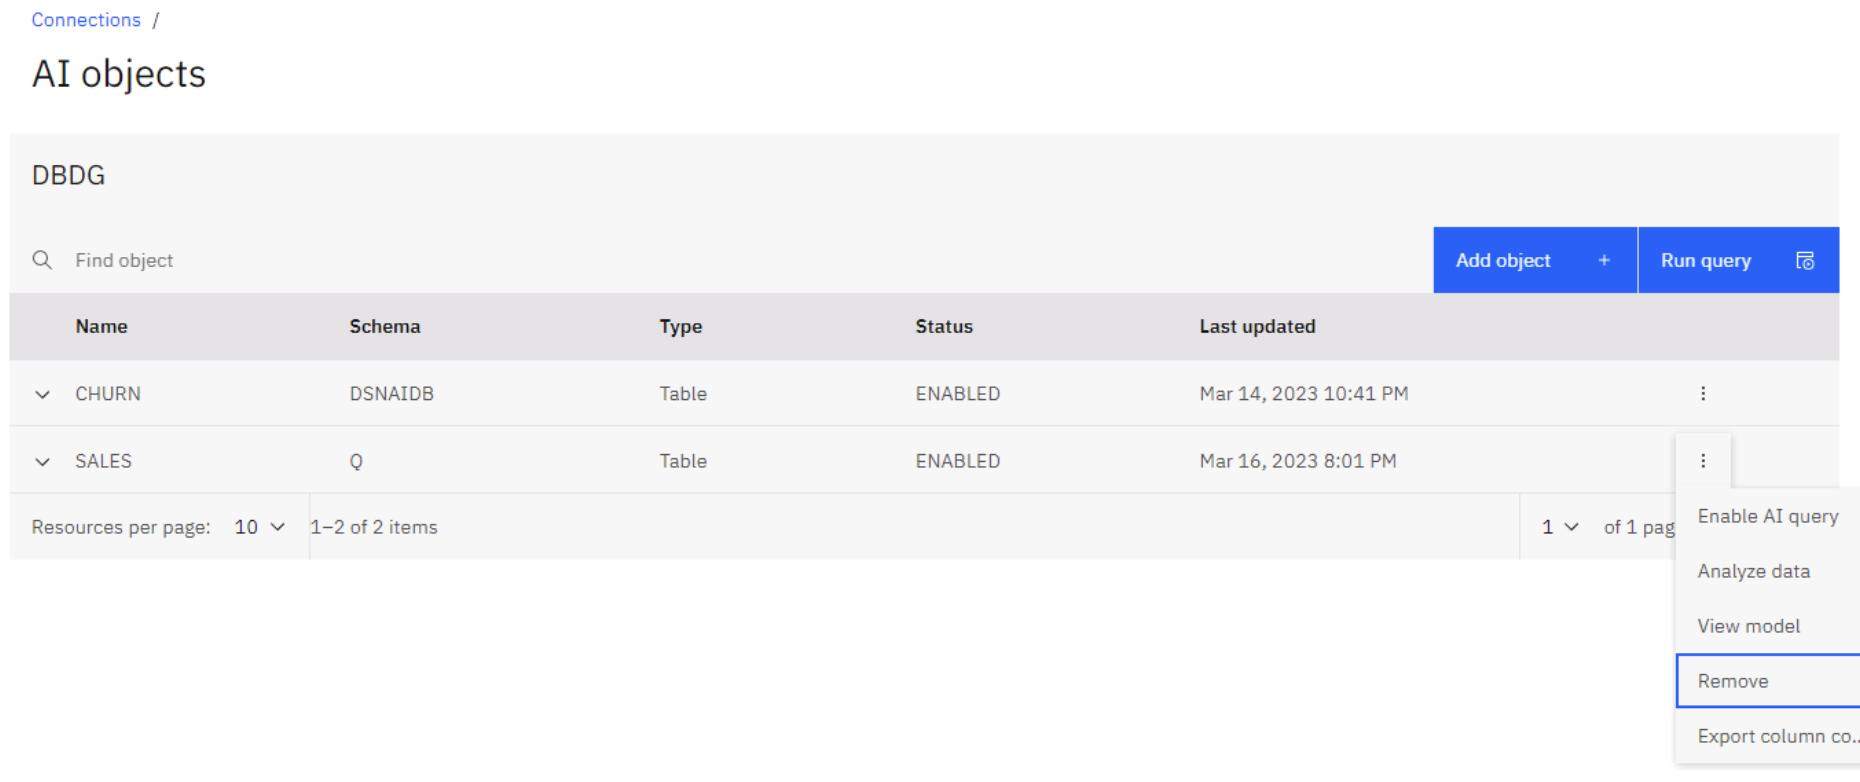 Connections /
AI objects
DBDG
Find object
Add object +
Run query
Name Schema Type Status Last updated
CHURN DSNAIDB Table ENABLED Mar 14, 2023 10:41 PM
SALES Q Table ENABLED Mar 16, 2023 8:01 PM
Resources per page: 10 1–2 of 2 items 1 of 1 pag
Enable AI query
Analyze data
View model
Remove
Export column co...